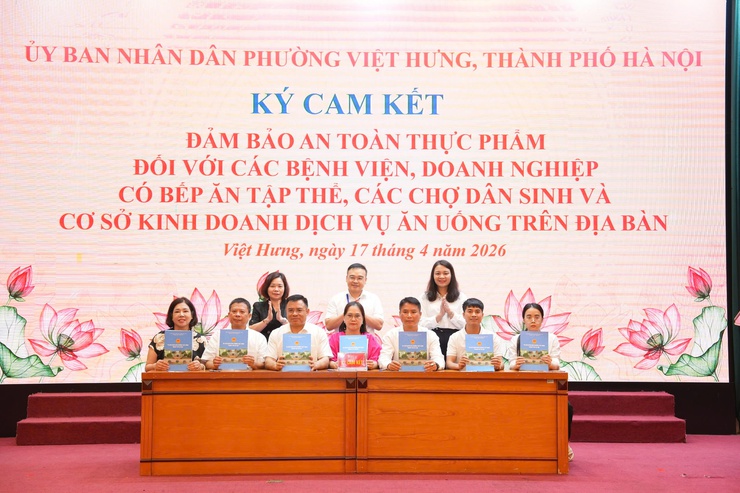 ỦY BAN NHÂN DÂN PHƯỜNG VIỆT HƯNG, THÀNH PHỐ HÀ NỘI
KÝ CAM KẾT
ĐẢM BẢO AN TOÀN THỰC PHẨM
ĐỐI VỚI CÁC BỆNH VIỆN, DOANH NGHIỆP
CÓ BẾP ĂN TẬP THỂ, CÁC CHỢ DÂN SINH VÀ
CƠ SỞ KINH DOANH DỊCH VỤ ĂN UỐNG TRÊN ĐỊA BÀN
Việt Hưng, ngày 17 tháng 4 năm 2026